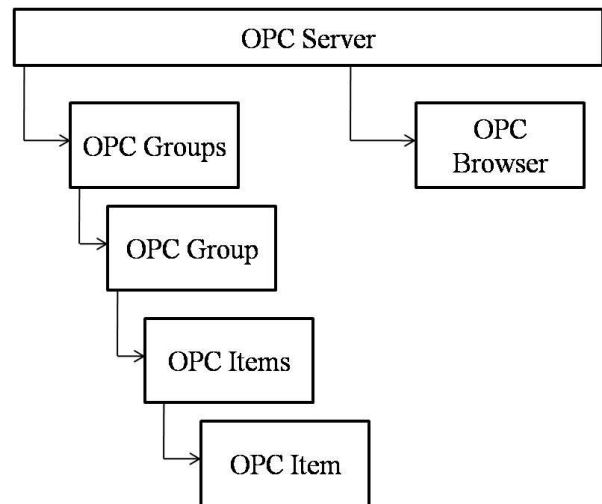 OPC Server
OPC Groups
OPC
Browser
OPC Group
OPC Items
OPC Item